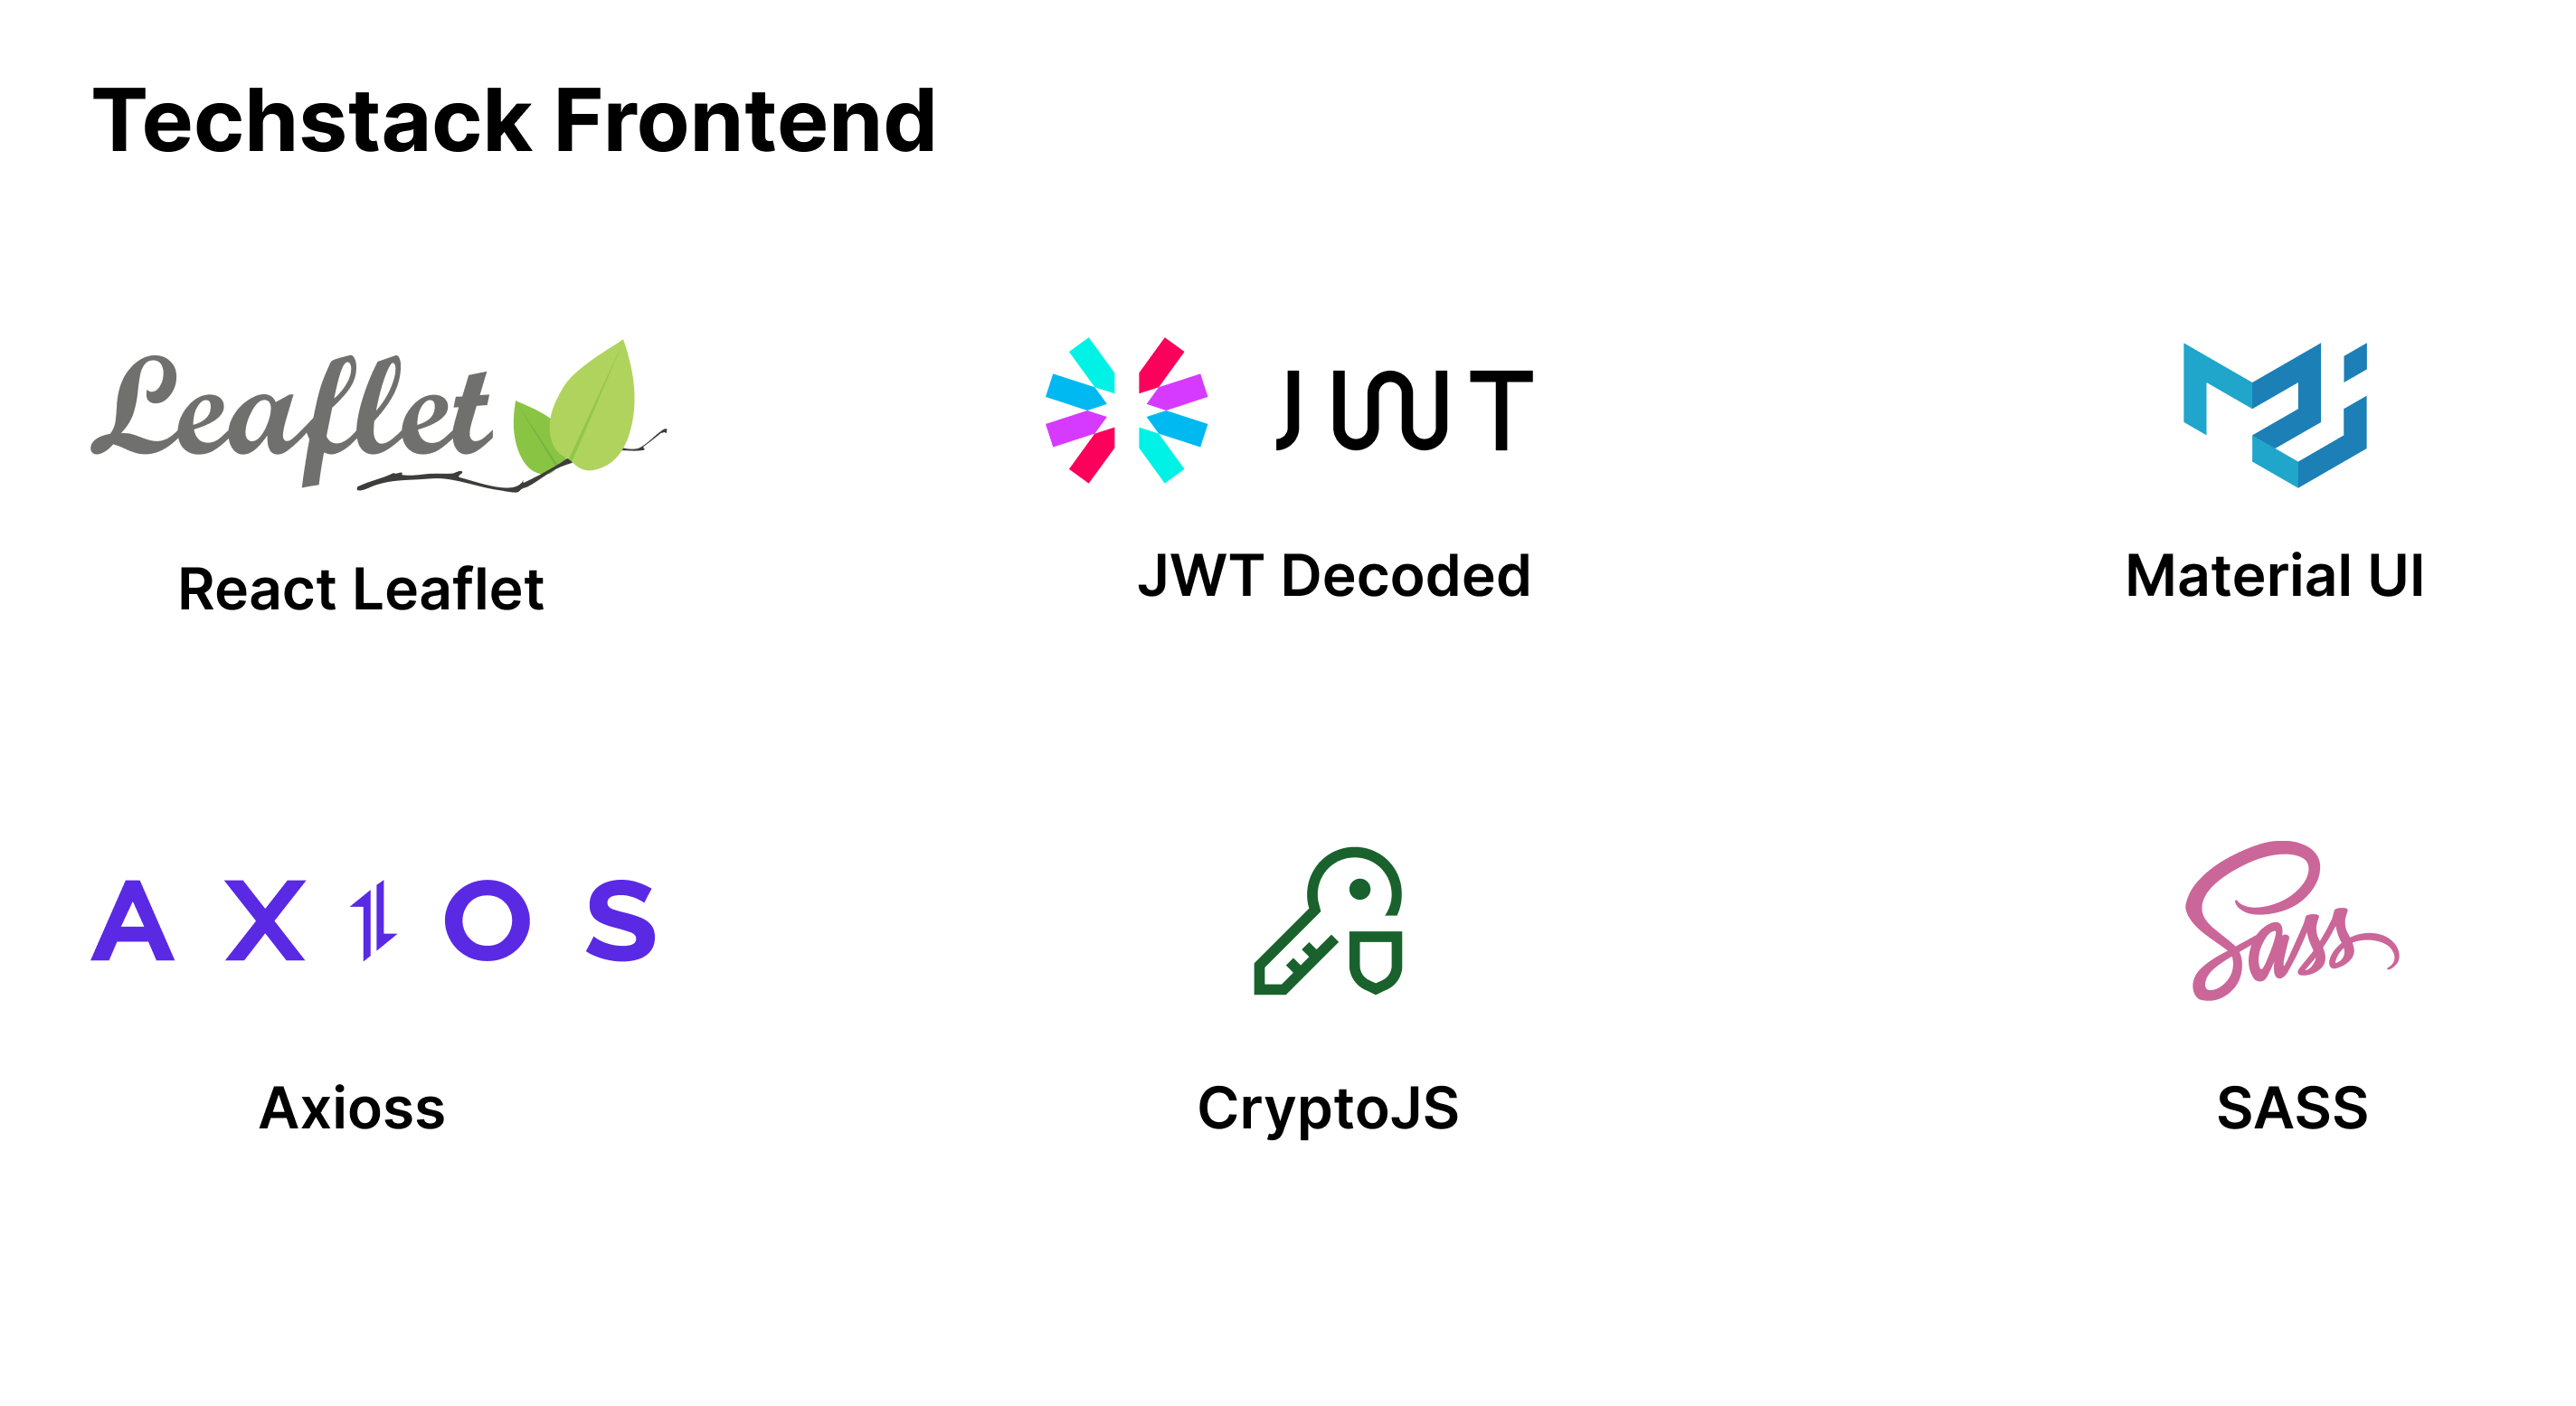 Techstack Frontend
Leaflet
JWT
React Leaflet
JWT Decoded
Material UI
AXIOS
Sass
Axioss
CryptoJS
SASS